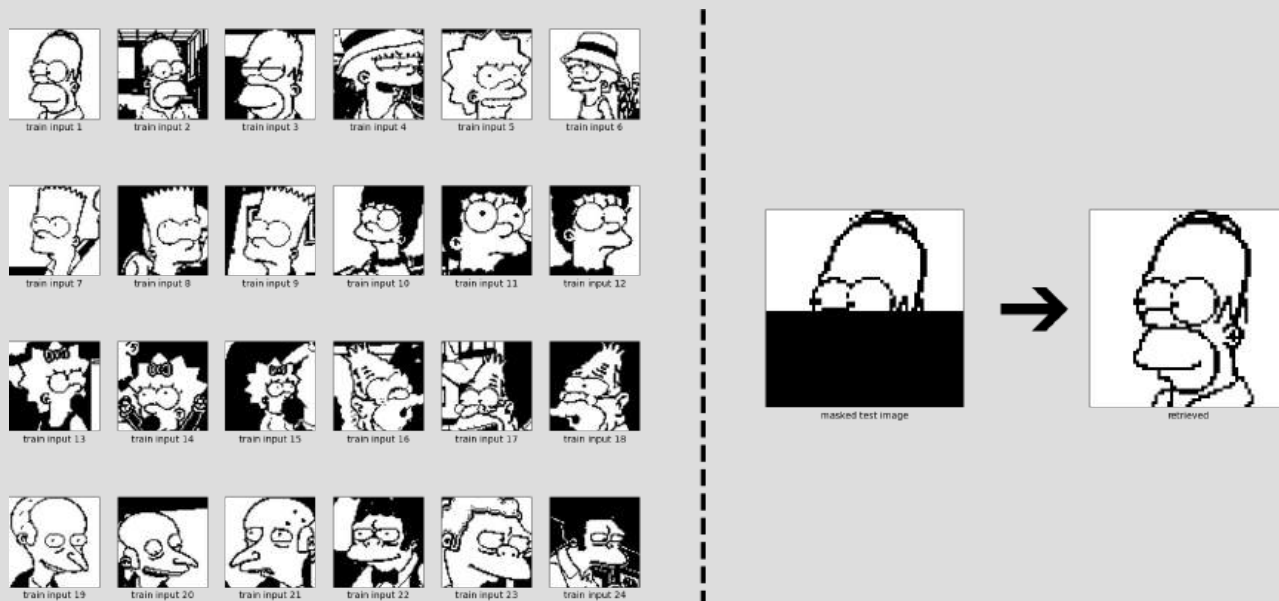 train input 1
train input 2
train input 3
train input 4
train input 5
train input 6
train input 7
train input 8
train input 9
train input 10
train input 11
train input 12
train input 13
train input 14
train input 15
train input 16
train input 17
train input 18
train input 19
train input 20
train input 21
train input 22
train input 23
train input 24
masked test image
retrieved